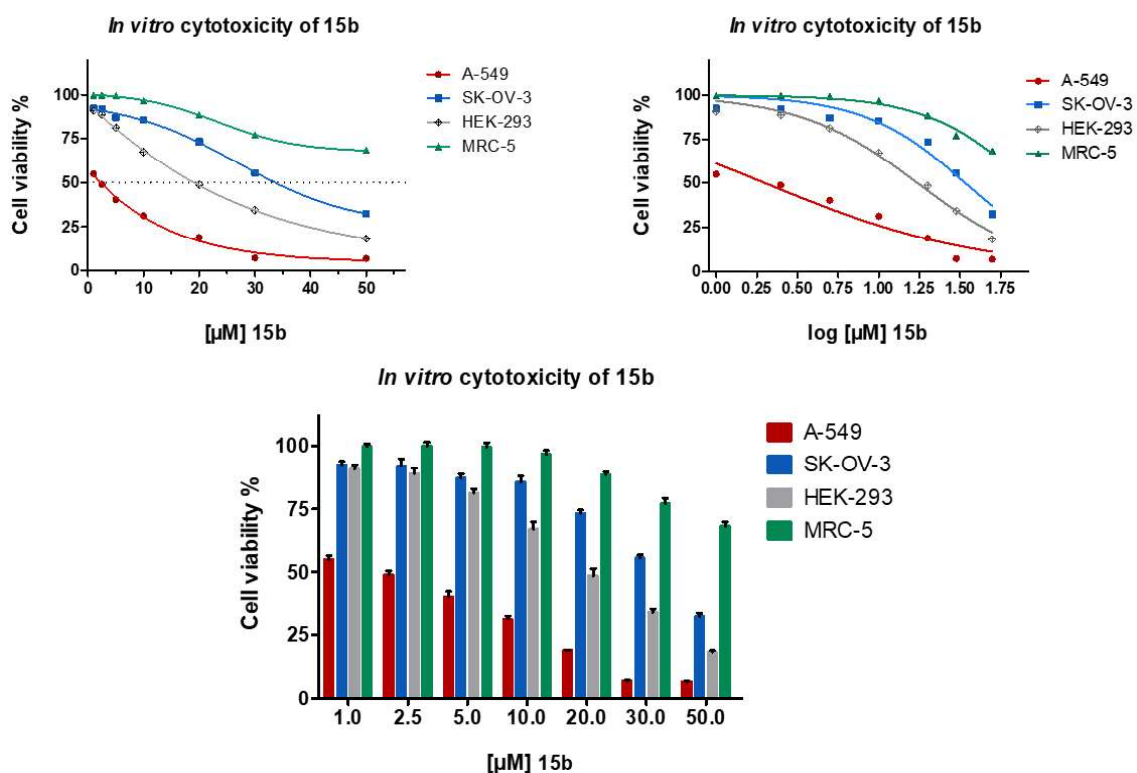 In vitro cytotoxicity of 15b
Cell viability %
100
75
50
25
0
0
10
20
30
40
50
[µM] 15b
A-549
SK-OV-3
HEK-293
MRC-5
In vitro cytotoxicity of 15b
Cell viability %
100
75
50
25
0
0.00
0.25
0.50
0.75
1.00
1.25
1.50
1.75
log [µM] 15b
A-549
SK-OV-3
HEK-293
MRC-5
In vitro cytotoxicity of 15b
Cell viability %
100
75
50
25
0
1.0
2.5
5.0
10.0
20.0
30.0
50.0
[µM] 15b
A-549
SK-OV-3
HEK-293
MRC-5